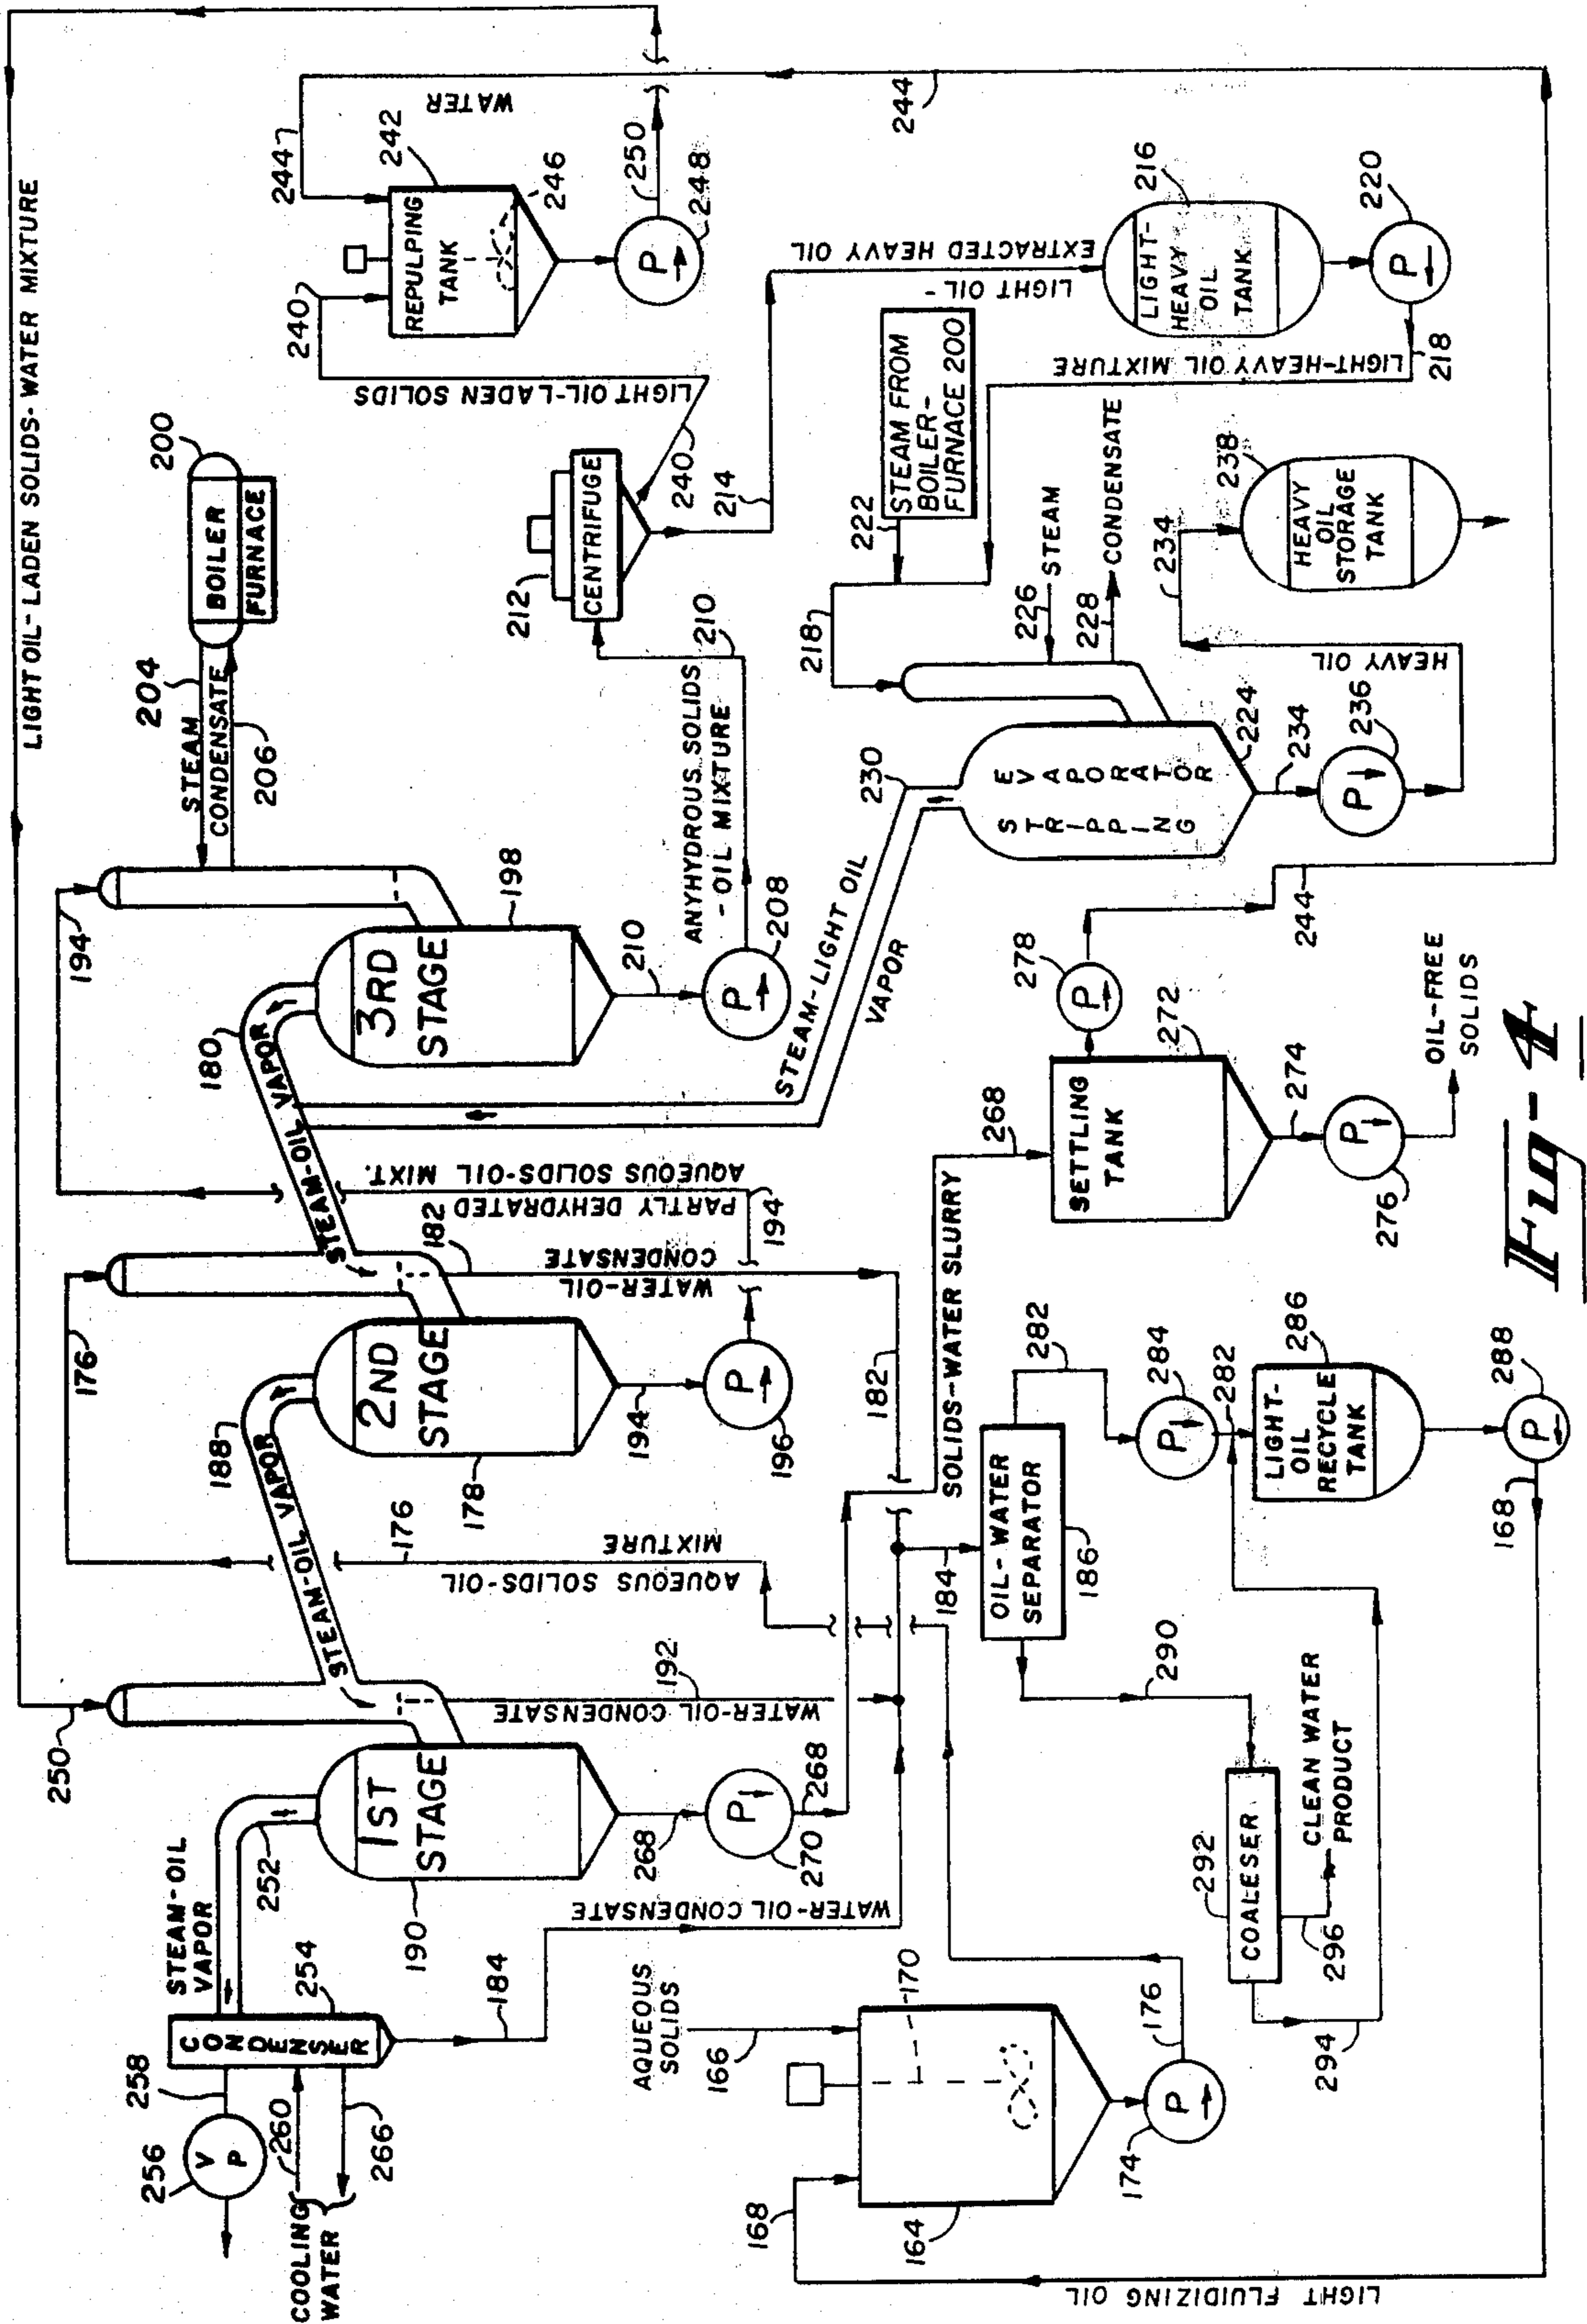 LIGHT OIL-LADEN SOLIDS-WATER MIXTURE
250
STEAM-OIL
VAPOR
252
254
CONDENSER
258
256
V
P
260
266
COOLING
WATER
184
WATER-OIL CONDENSATE
190
1ST
STAGE
268
P
270
268
WATER-OIL CONDENSATE
192
STEAM-OIL VAPOR
188
176
AQUEOUS SOLIDS-OIL
MIXTURE
176
2ND
STAGE
178
194
P
196
182
WATER-OIL
CONDENSATE
182
194
PARTLY DEHYDRATED
AQUEOUS SOLIDS-OIL MIXT.
STEAM-OIL VAPOR
180
194
3RD
STAGE
198
210
P
208
ANYHYDROUS SOLIDS
-OIL MIXTURE
210
204
STEAM
CONDENSATE
206
200
BOILER
FURNACE
212
CENTRIFUGE
240
214
LIGHT OIL-LADEN SOLIDS
240
REPULPING
TANK
242
246
244
WATER
250
P
248
244
LIGHT OIL-
EXTRACTED HEAVY OIL
LIGHT-
HEAVY
OIL
TANK
216
P
220
218
LIGHT-HEAVY OIL MIXTURE
STEAM FROM
BOILER-
FURNACE 200
222
218
226
STEAM
228
CONDENSATE
EVAPORATOR
STRIPPING
224
230
STEAM-LIGHT OIL
VAPOR
234
P
236
HEAVY OIL
234
HEAVY
OIL
STORAGE
TANK
238
SOLIDS-WATER SLURRY
268
SETTLING
TANK
272
278
P
244
274
P
276
OIL-FREE
SOLIDS
184
OIL-WATER
SEPARATOR
186
282
284
P
282
LIGHT-
OIL
RECYCLE
TANK
286
P
288
168
290
292
COALESER
CLEAN WATER
PRODUCT
296
294
AQUEOUS
SOLIDS
166
170
168
164
P
174
176
LIGHT FLUIDIZING OIL
Fig-4